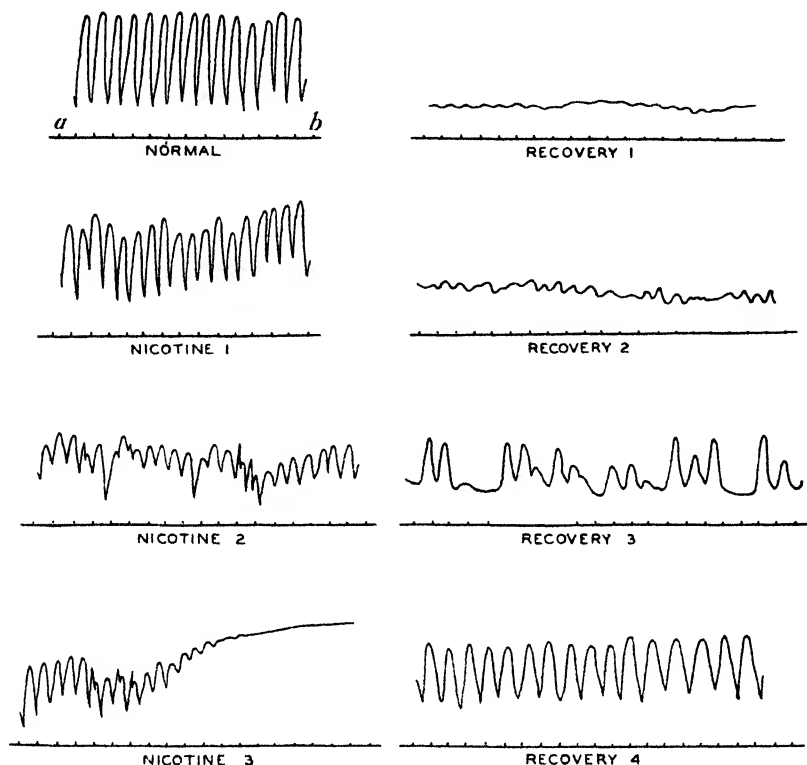 a b
NORMAL
RECOVERY 1
NICOTINE 1
RECOVERY 2
NICOTINE 2
RECOVERY 3
NICOTINE 3
RECOVERY 4